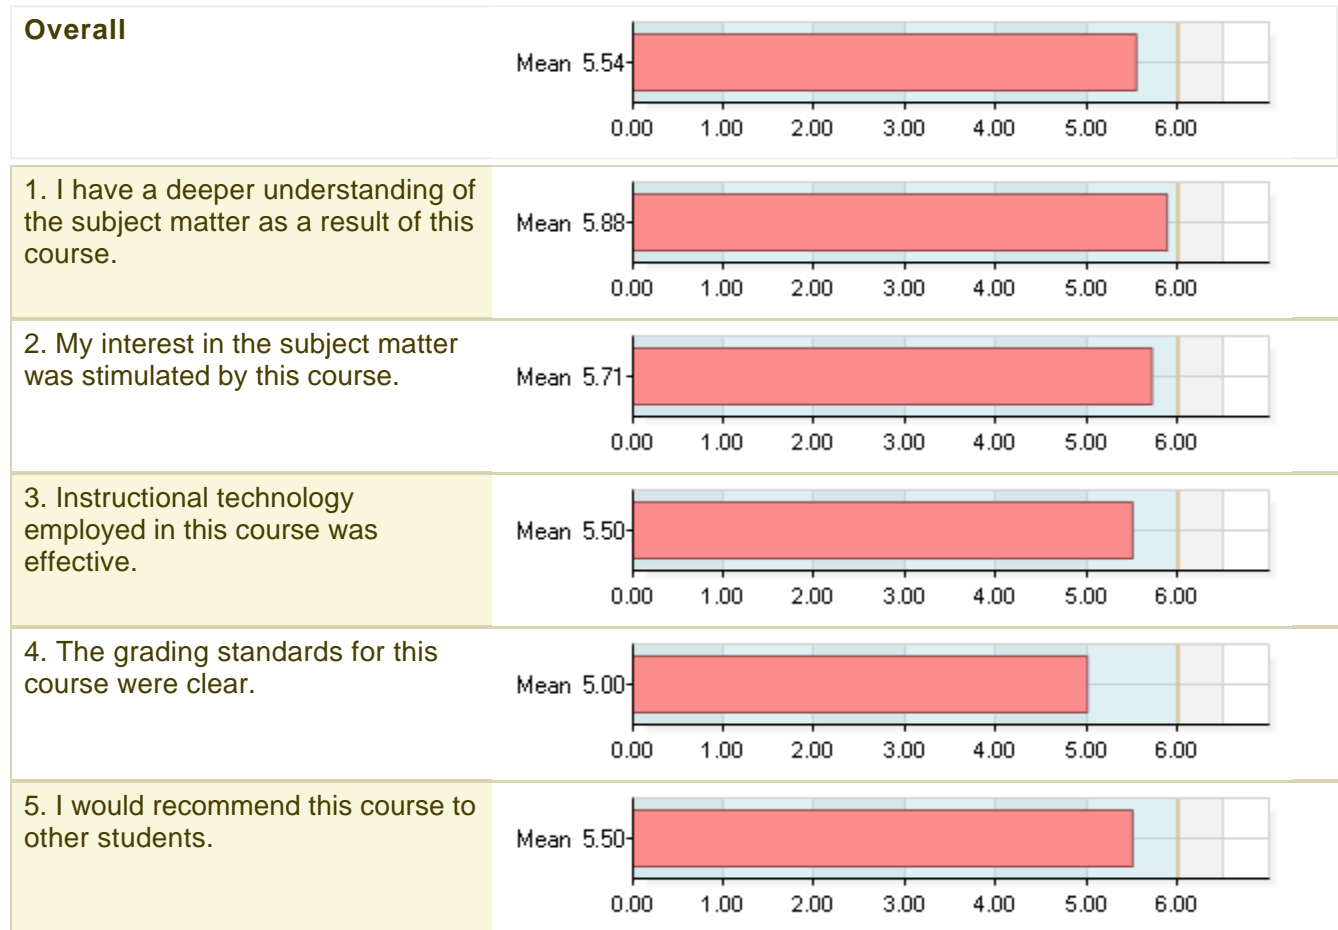 Overall
Mean 5.54
0.00 1.00 2.00 3.00 4.00 5.00 6.00
1. I have a deeper understanding of
the subject matter as a result of this
course.
Mean 5.88
0.00 1.00 2.00 3.00 4.00 5.00 6.00
2. My interest in the subject matter
was stimulated by this course.
Mean 5.71
0.00 1.00 2.00 3.00 4.00 5.00 6.00
3. Instructional technology
employed in this course was
effective.
Mean 5.50
0.00 1.00 2.00 3.00 4.00 5.00 6.00
4. The grading standards for this
course were clear.
Mean 5.00
0.00 1.00 2.00 3.00 4.00 5.00 6.00
5. I would recommend this course to
other students.
Mean 5.50
0.00 1.00 2.00 3.00 4.00 5.00 6.00